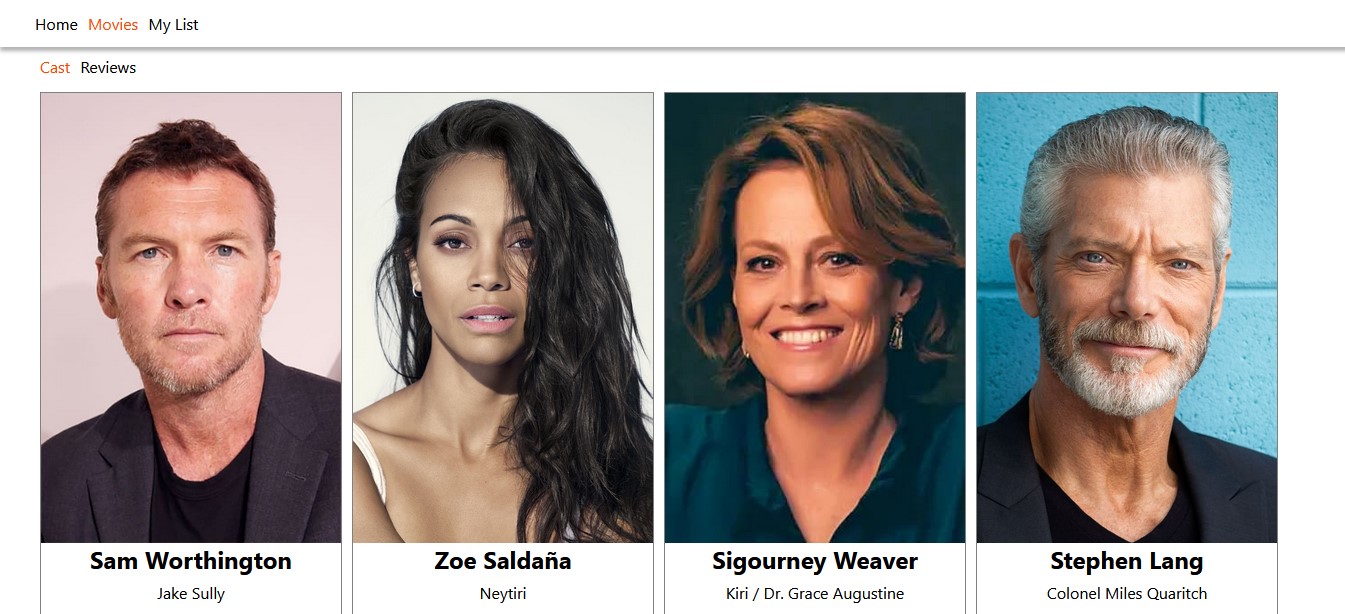 Home Movies My List
Cast Reviews
Sam Worthington
Jake Sully
Zoe Saldaña
Neytiri
Sigourney Weaver
Kiri / Dr. Grace Augustine
Stephen Lang
Colonel Miles Quaritch